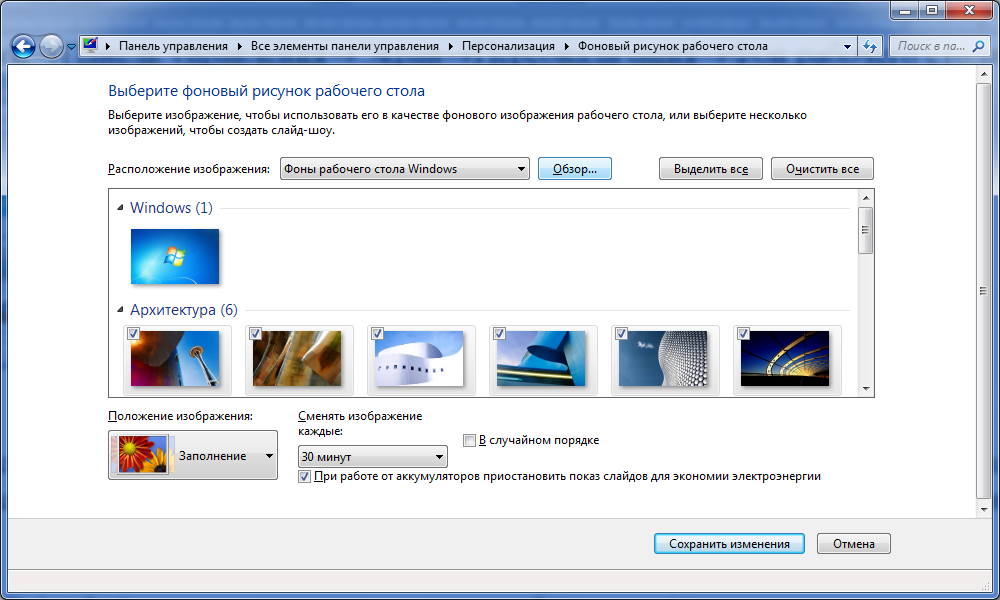 Панель управления Все элементы панели управления Персонализация Фоновый рисунок рабочего стола Поиск в па...
Выберите фоновый рисунок рабочего стола
Выберите изображение, чтобы использовать его в качестве фонового изображения рабочего стола, или выберите несколько
изображений, чтобы создать слайд-шоу.
Расположение изображения: Фоны рабочего стола Windows Обзор... Выделить все Очистить все
Windows (1)
Архитектура (6)
Положение изображения:
Заполнение
Сменять изображение
каждые:
30 минут
В случайном порядке
При работе от аккумуляторов приостановить показ слайдов для экономии электроэнергии
Сохранить изменения Отмена